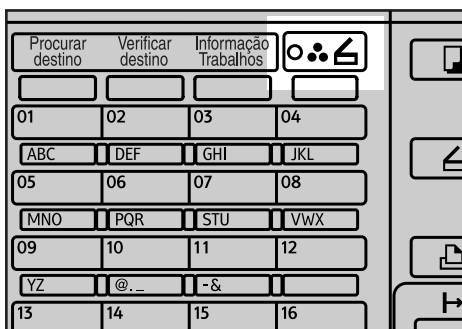 Procurar destino
Verificar destino
Informação Trabalhos
01 02 03 04
ABC DEF GHI JKL
05 06 07 08
MNO PQR STU VWX
09 10 11 12
YZ @._ -&
13 14 15 16